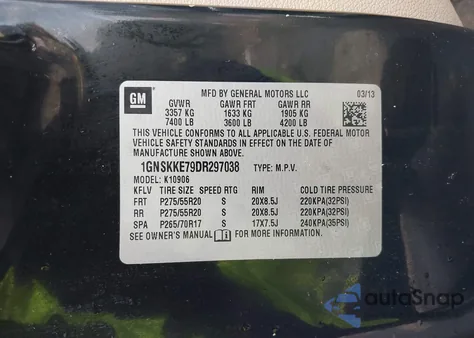 GM
MFD BY GENERAL MOTORS LLC 03/13
GVWR GAWR FRT GAWR RR
3357 KG 1633 KG 1905 KG
7400 LB 3600 LB 4200 LB
THIS VEHICLE CONFORMS TO ALL APPLICABLE U.S. FEDERAL MOTOR
VEHICLE SAFETY STANDARDS IN EFFECT ON THE DATE OF
MANUFACTURE SHOWN ABOVE.
1GNSKKE79DR297038 TYPE: M.P.V.
MODEL: K10906
KFLV TIRE SIZE SPEED RTG RIM COLD TIRE PRESSURE
FRT P275/55R20 S 20X8.5J 220KPA(32PSI)
RR P275/55R20 S 20X8.5J 220KPA(32PSI)
SPA P265/70R17 S 17X7.5J 240KPA(35PSI)
SEE OWNER'S MANUAL i FOR MORE INFORMATION.
autoSnap